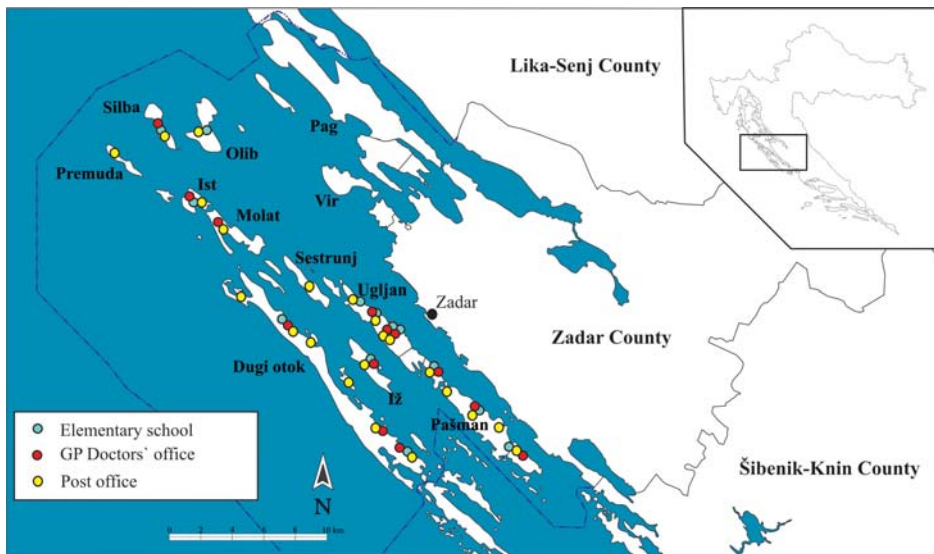 Lika-Senj County
Silba
Olib
Pag
Premuda
Ist
Vir
Molat
Sestrunj
Ugljan
Zadar
Zadar County
Dugi otok
Iž
Pašman
Elementary school
GP Doctors` office
Post office
Šibenik-Knin County
N
0 2 4 6 8 10 km